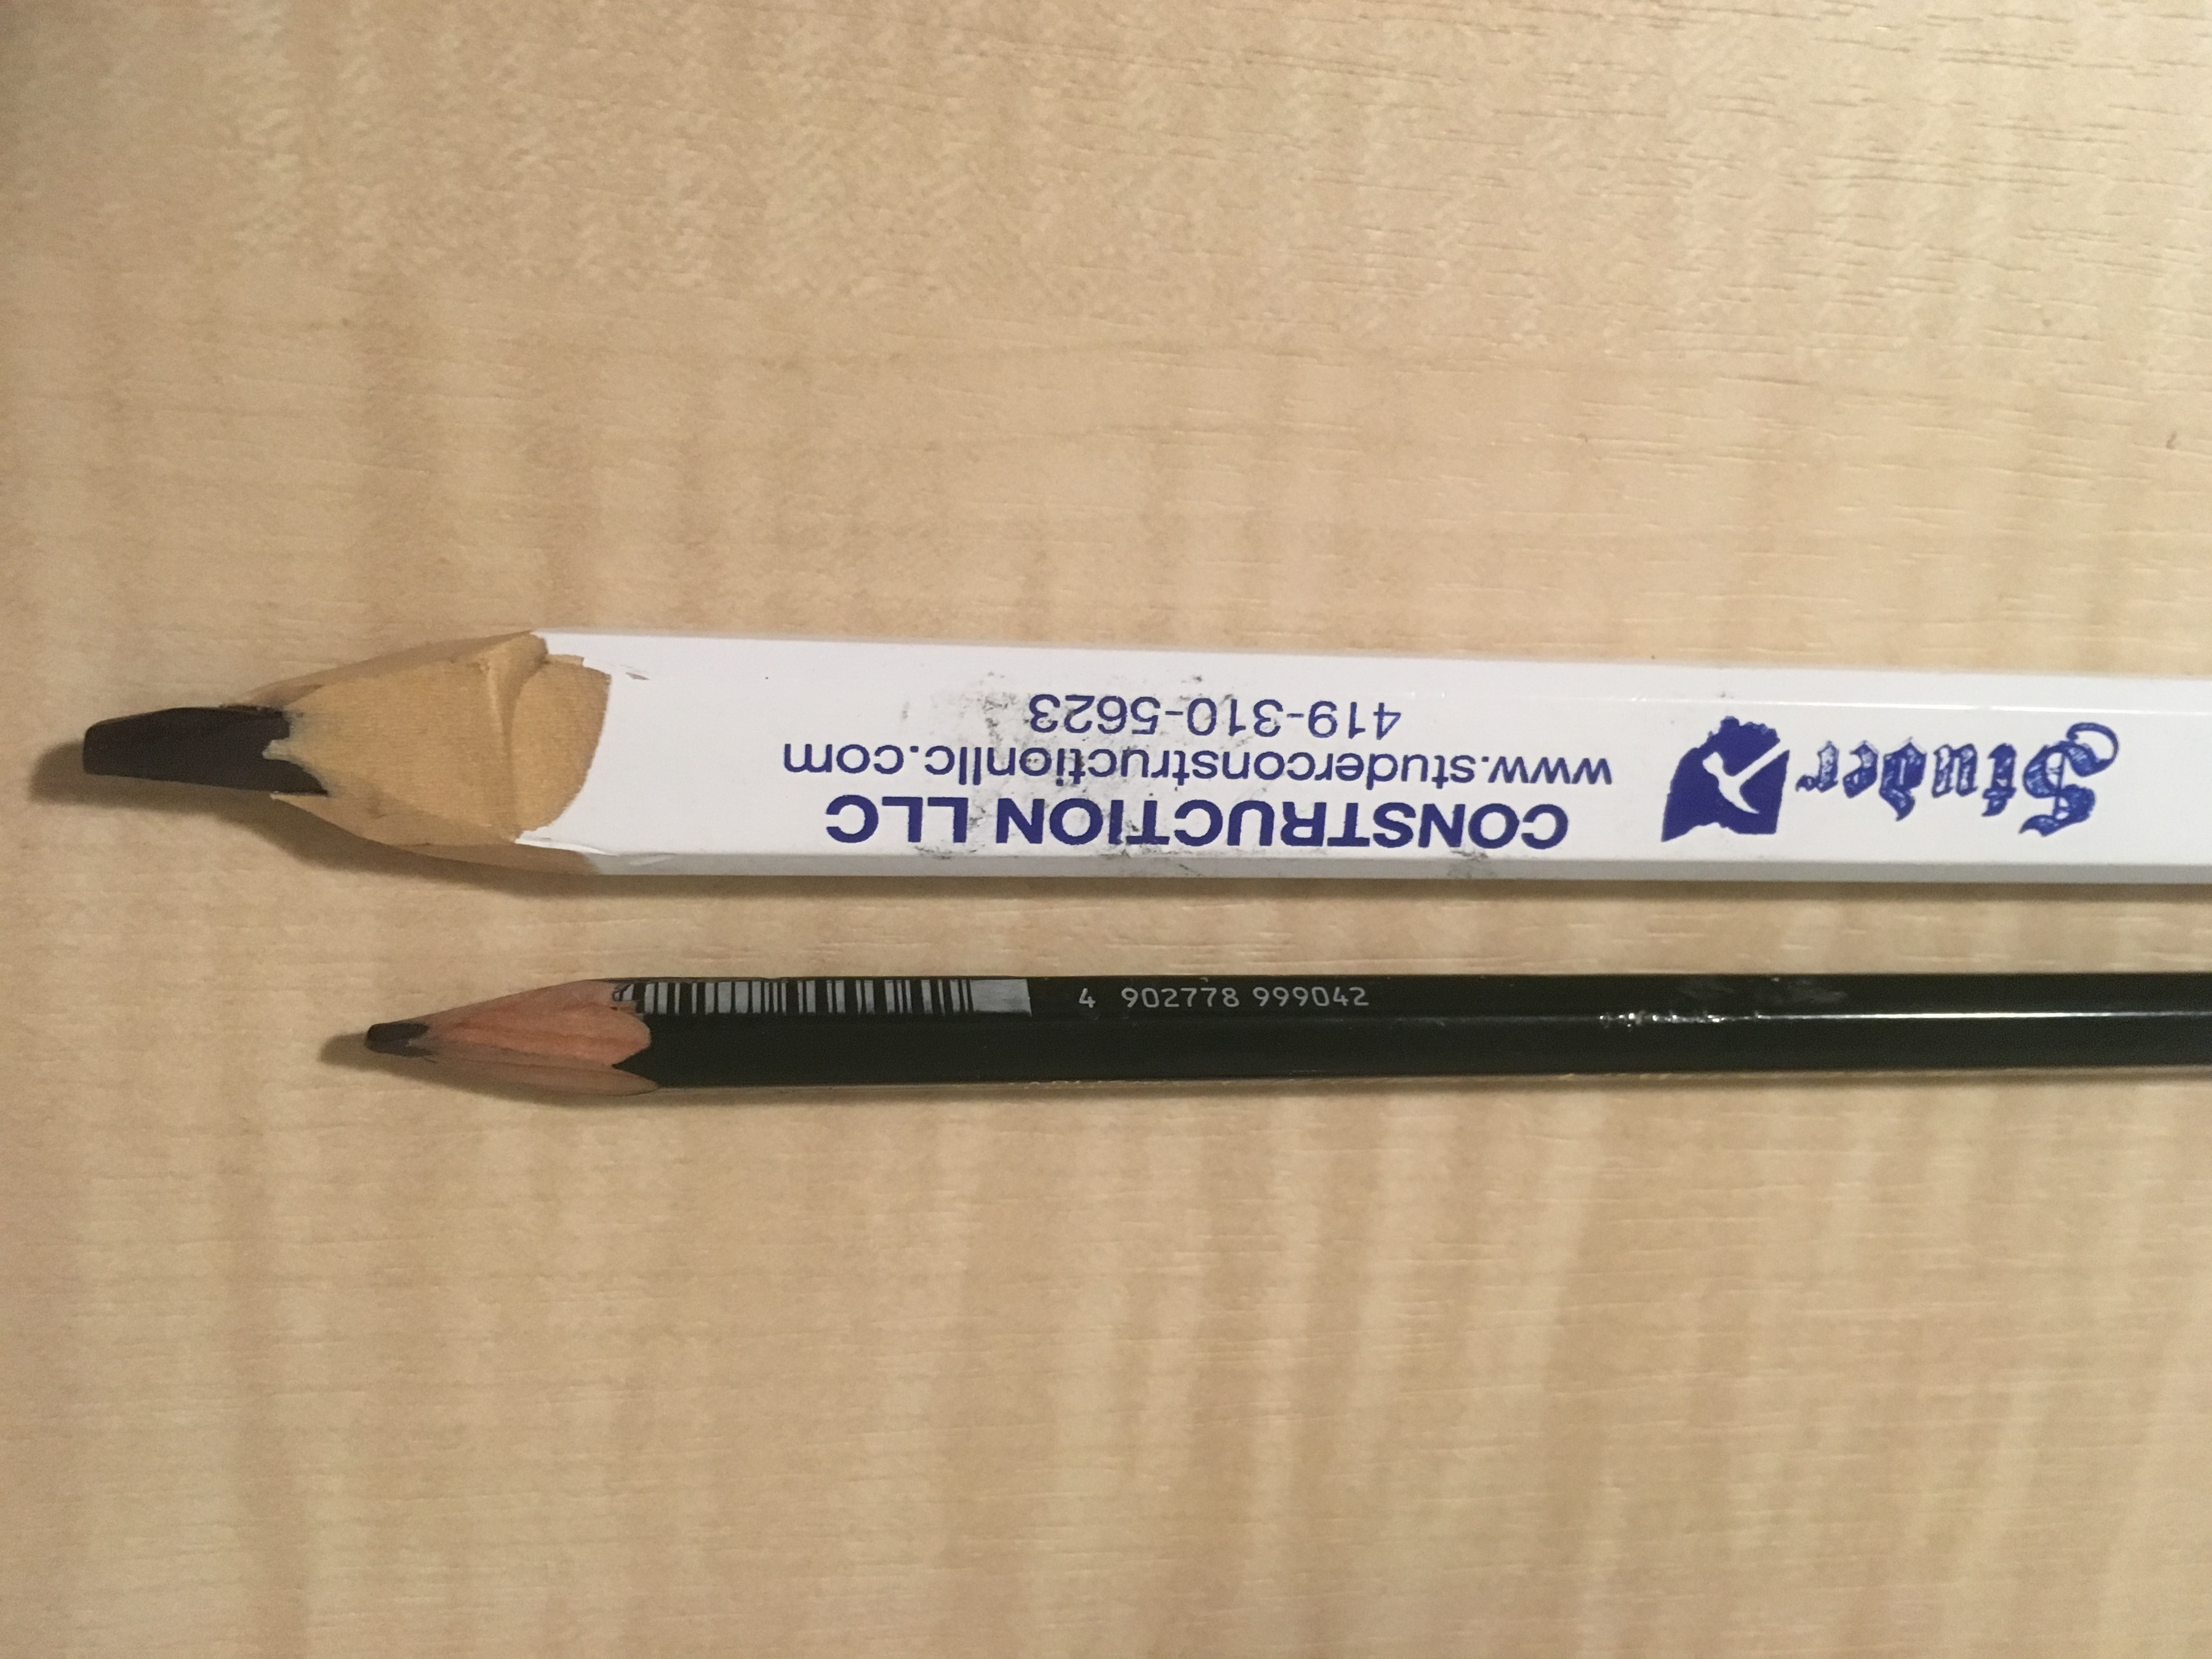 Studer
CONSTRUCTION LLC
www.studerconstructionllc.com
419-310-5623
4 902778 999042